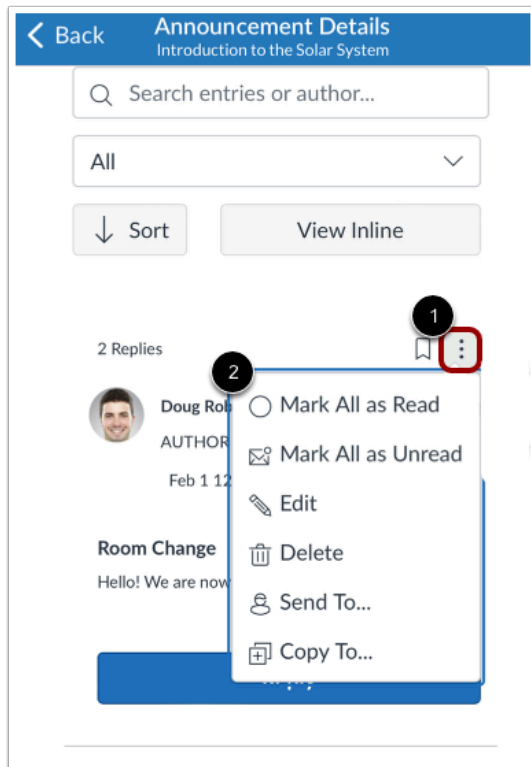 Back
Announcement Details
Introduction to the Solar System
Search entries or author...
All
Sort
View Inline
1
2 Replies
2
Doug
AUTHOR
Feb 1
Room Change
Hello! We are now
Mark All as Read
Mark All as Unread
Edit
Delete
Send To...
Copy To...